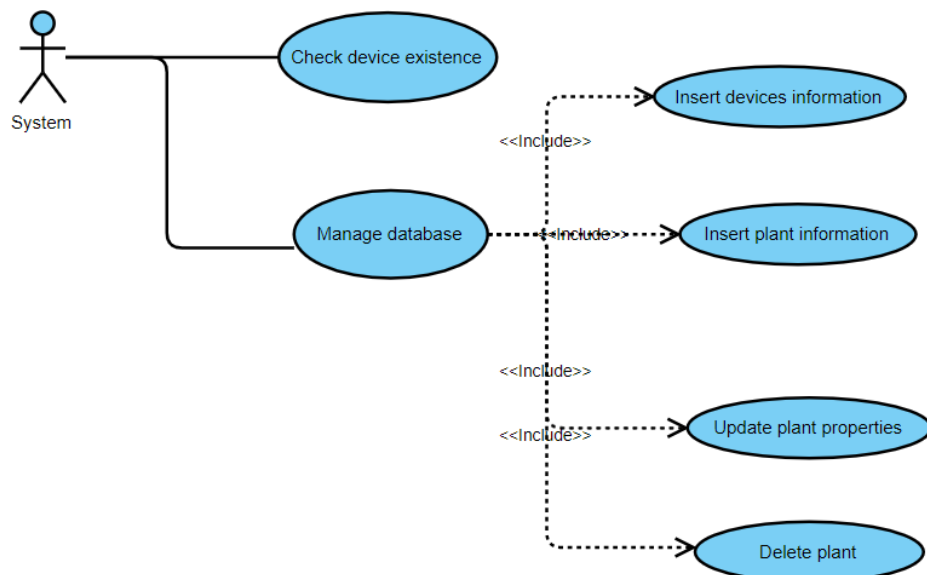 Check device existence
System
Insert devices information
<<Include>>
Manage database
<<Include>>
Insert plant information
<<Include>>
Update plant properties
<<Include>>
Delete plant